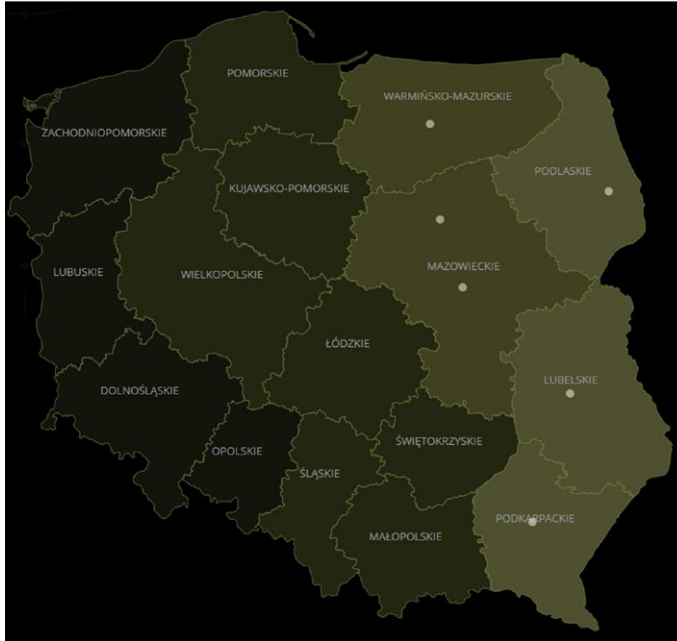 POMORSKIE
WARMIŃSKO-MAZURSKIE
ZACHODNIOPOMORSKIE
PODLASKIE
KUJAWSKO-POMORSKIE
MAZOWIECKIE
LUBUSKIE
WIELKOPOLSKIE
ŁÓDZKIE
LUBELSKIE
DOLNOŚLĄSKIE
ŚWIĘTOKRZYSKIE
OPOLSKIE
ŚLĄSKIE
PODKARPACKIE
MAŁOPOLSKIE